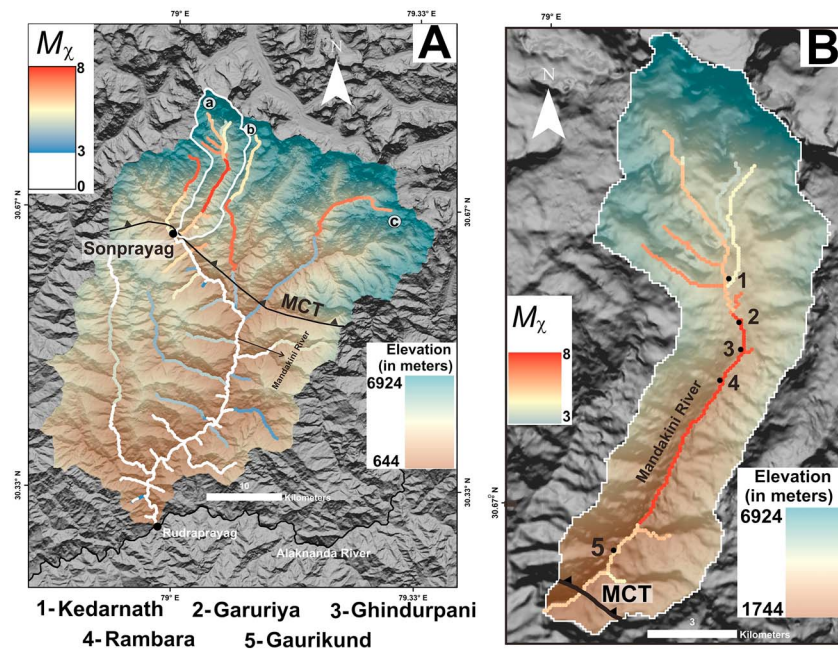 79° E
79.33° E
Mχ
8
3
0
N
A
a
b
c
30.67° N
30.67° N
Sonprayag
MCT
Mandakini River
Elevation
(in meters)
6924
644
30.33° N
30.33° N
10
Kilometers
Rudraprayag
Alaknanda River
79° E
79.33° E
1-Kedarnath 2-Garuriya 3-Ghindurpani
4-Rambara 5-Gaurikund
79° E
B
N
1
2
3
4
Mχ
8
3
Mandakini River
30.67° N
Elevation
(in meters)
6924
1744
5
MCT
3
Kilometers